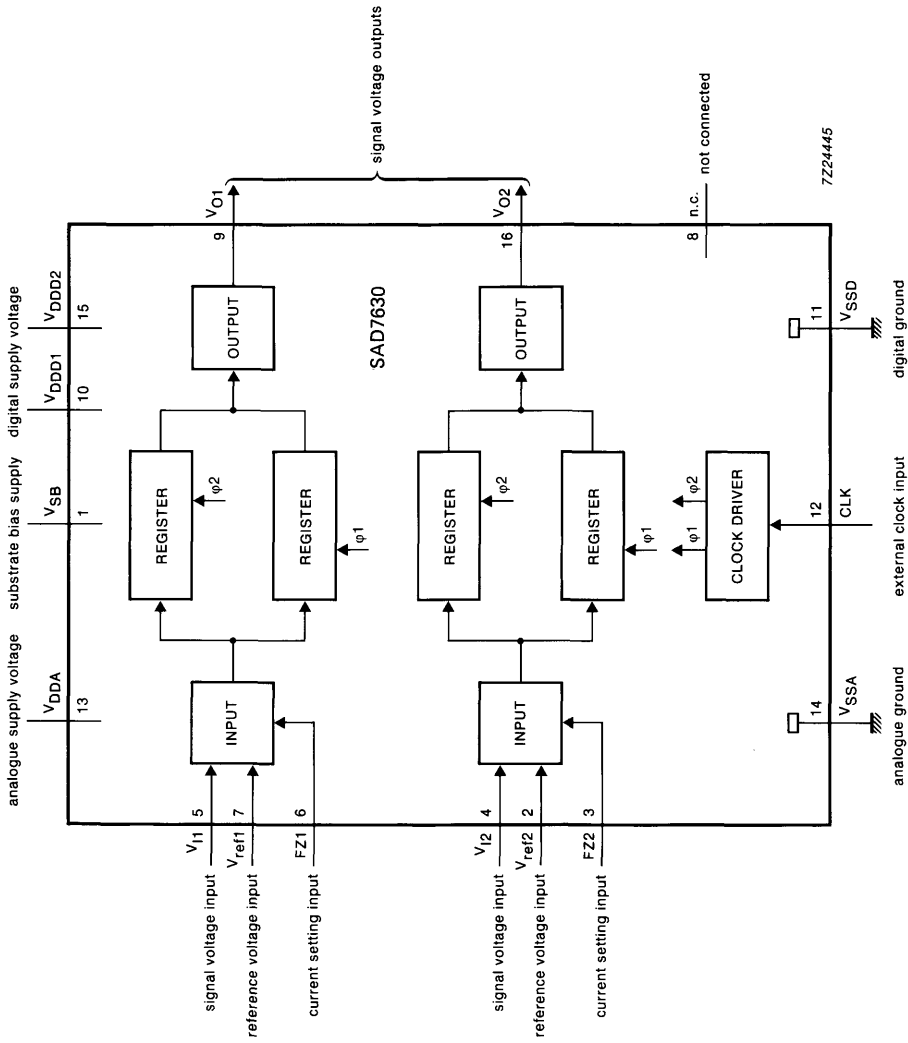 analogue supply voltage
substrate bias supply
digital supply voltage
VDDA
VSB
VDDD1
VDDD2
13
1
10
15
VI1 5
signal voltage input
Vref1 7
reference voltage input
FZ1 6
current setting input
INPUT
REGISTER
φ2
REGISTER
φ1
OUTPUT
9
VO1
SAD7630
signal voltage outputs
VI2 4
signal voltage input
Vref2 2
reference voltage input
FZ2 3
current setting input
INPUT
REGISTER
φ2
REGISTER
φ1
OUTPUT
16
VO2
φ1
φ2
CLOCK DRIVER
8 n.c.
not connected
14
12
11
VSSA
CLK
VSSD
analogue ground
external clock input
digital ground
7Z24445